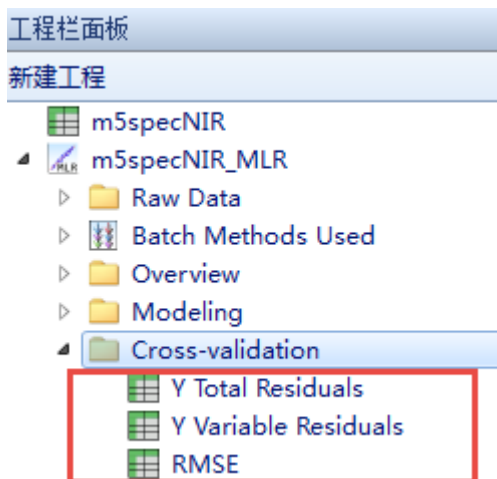 工程栏面板
新建工程
m5specNIR
MLR m5specNIR_MLR
Raw Data
Batch Methods Used
Overview
Modeling
Cross-validation
Y Total Residuals
Y Variable Residuals
RMSE